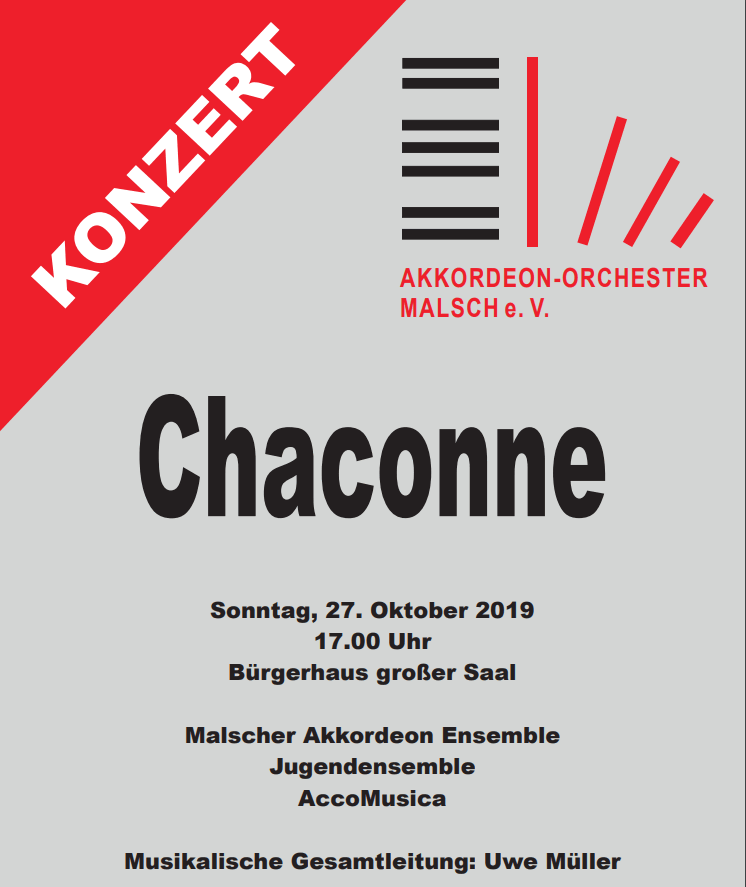 KONZERT
AKKORDEON-ORCHESTER
MALSCH e. V.
Chaconne
Sonntag, 27. Oktober 2019
17.00 Uhr
Bürgerhaus großer Saal
Malscher Akkordeon Ensemble
Jugendensemble
AccoMusica
Musikalische Gesamtleitung: Uwe Müller